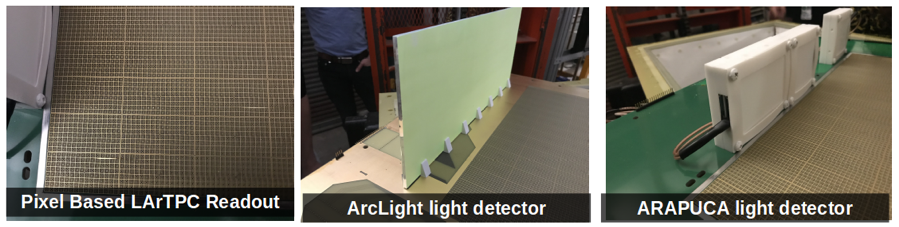 Pixel Based LArTPC Readout
ArcLight light detector
ARAPUCA light detector